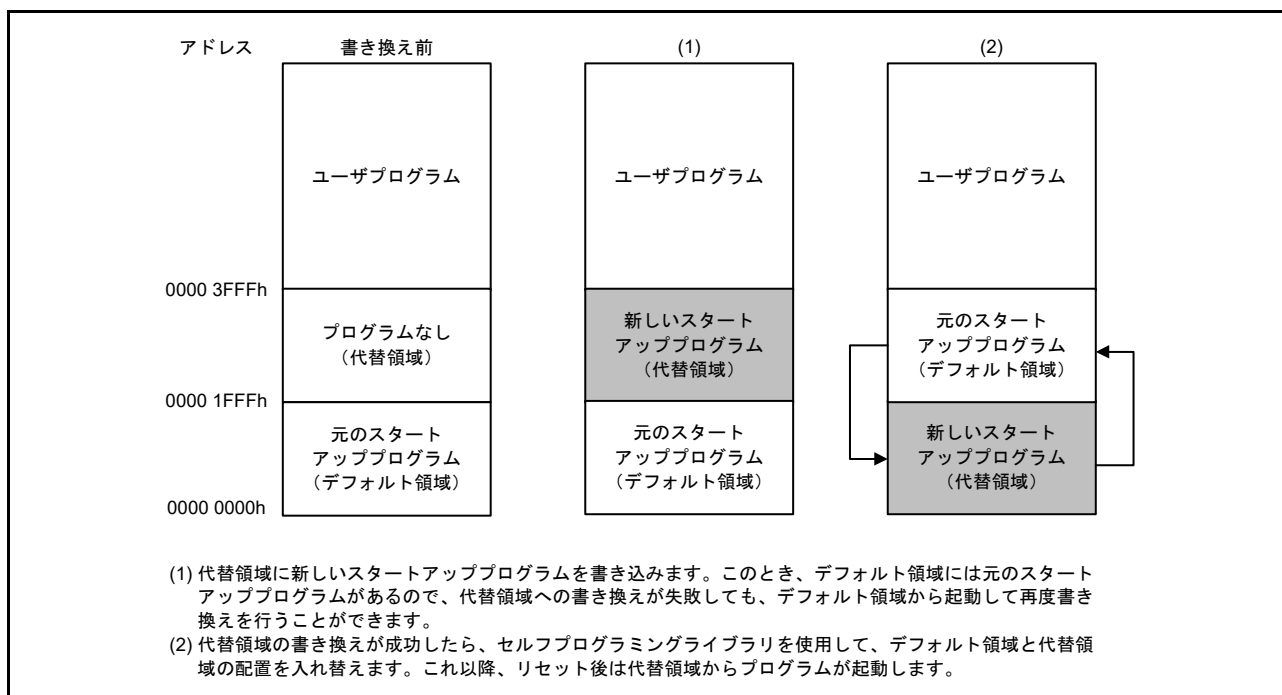 アドレス 書き換え前 (1) (2)
ユーザプログラム ユーザプログラム ユーザプログラム
0000 3FFFh
プログラムなし
（代替領域）
新しいスタート
アッププログラム
（代替領域）
元のスタート
アッププログラム
（デフォルト領域）
0000 1FFFh
元のスタート
アッププログラム
（デフォルト領域）
元のスタート
アッププログラム
（デフォルト領域）
新しいスタート
アッププログラム
（代替領域）
0000 0000h
(1) 代替領域に新しいスタートアッププログラムを書き込みます。このとき、デフォルト領域には元のスタート
アッププログラムがあるので、代替領域への書き換えが失敗しても、デフォルト領域から起動して再度書き
換えを行うことができます。
(2) 代替領域の書き換えが成功したら、セルフプログラミングライブラリを使用して、デフォルト領域と代替領
域の配置を入れ替えます。これ以降、リセット後は代替領域からプログラムが起動します。